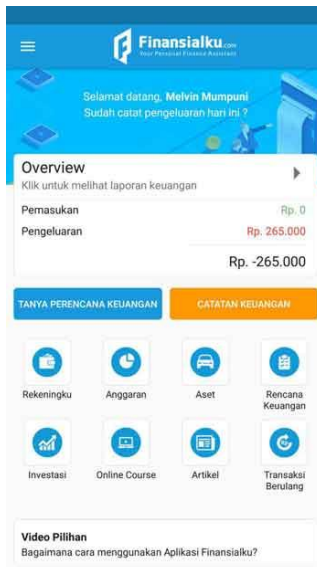 Finansialku.com
Your Personal Finance Assistant
Selamat datang, Melvin Mumpuni
Sudah catat pengeluaran hari ini ?
Overview
Klik untuk melihat laporan keuangan
Pemasukan Rp. 0
Pengeluaran Rp. 265.000
Rp. -265.000
TANYA PERENCANA KEUANGAN CATATAN KEUANGAN
Rekeningku Anggaran Aset Rencana
Keuangan
Investasi Online Course Artikel Transaksi
Berulang
Video Pilihan
Bagaimana cara menggunakan Aplikasi Finansialku?